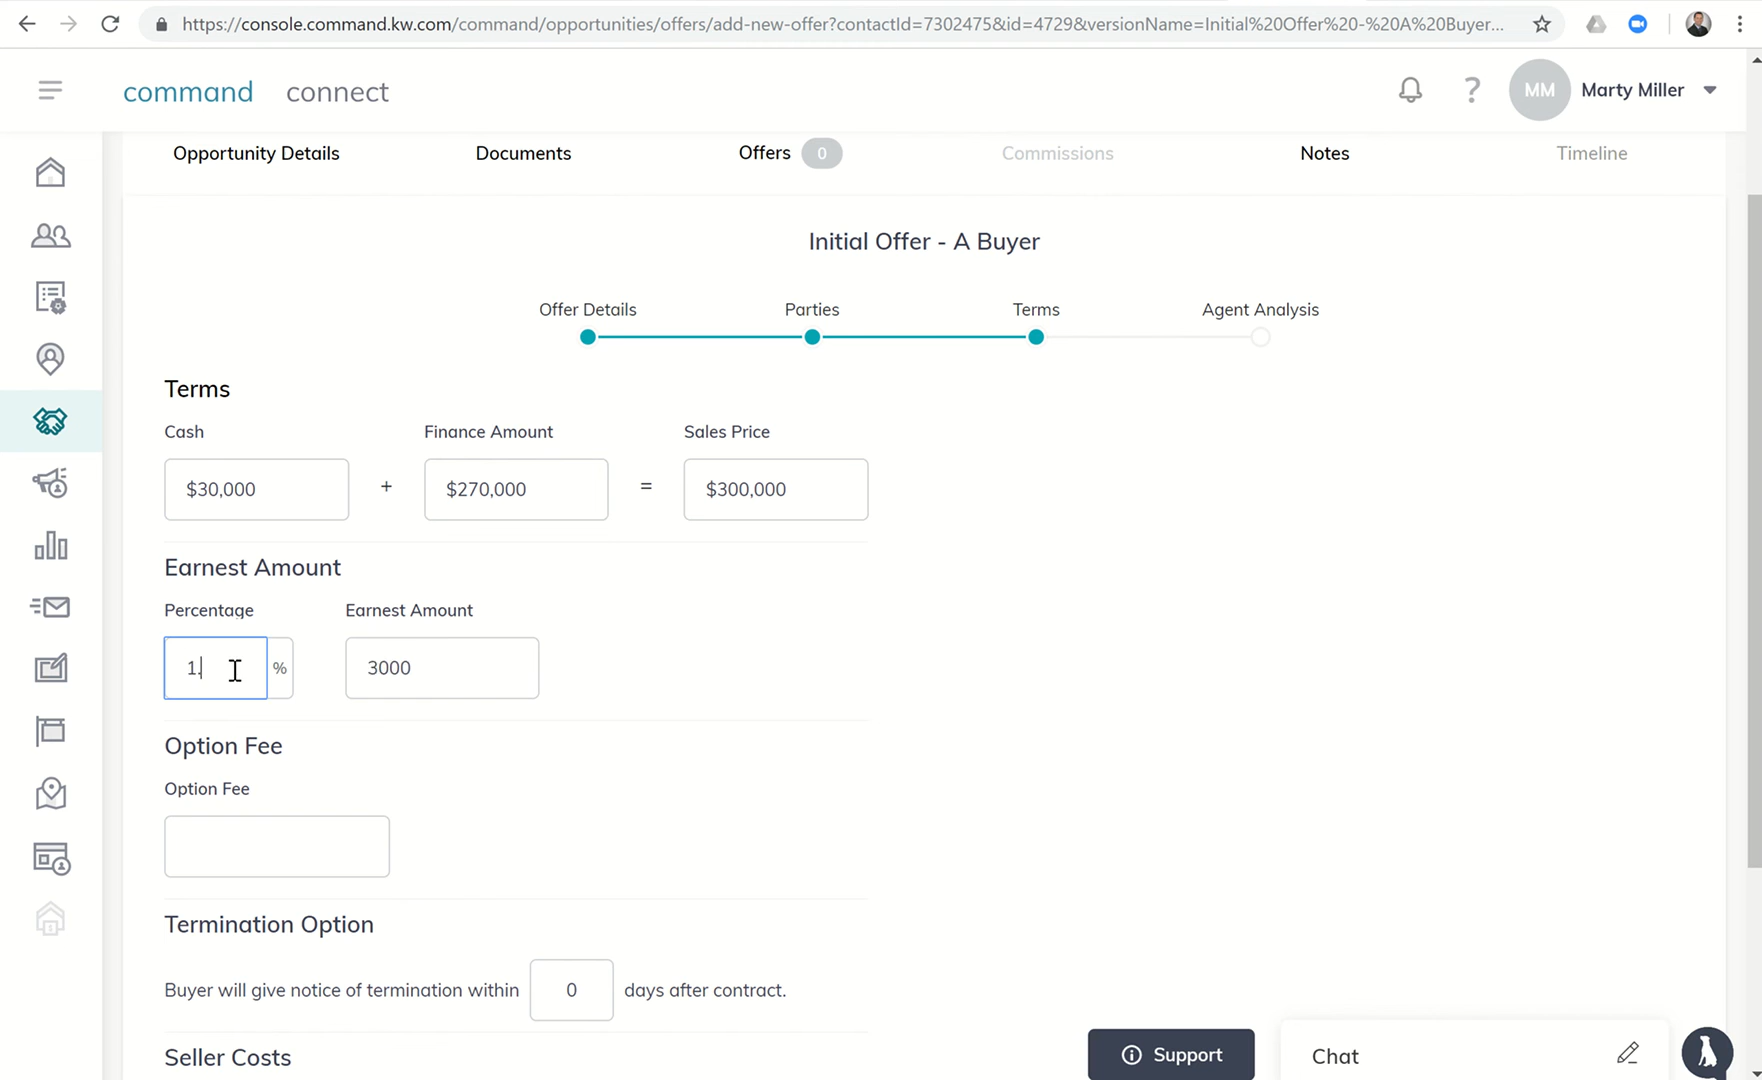 https://console.command.kw.com/command/opportunities/offers/add-new-offer?contactId=7302475&id=4729&versionName=Initial%20Offer%20-%20A%20Buyer...
command connect
? MM Marty Miller
Opportunity Details Documents Offers 0 Commissions Notes Timeline
Initial Offer - A Buyer
Offer Details Parties Terms Agent Analysis
Terms
Cash Finance Amount Sales Price
$30,000 + $270,000 = $300,000
Earnest Amount
Percentage Earnest Amount
1. % 3000
Option Fee
Option Fee
Termination Option
Buyer will give notice of termination within 0 days after contract.
Seller Costs
Support Chat